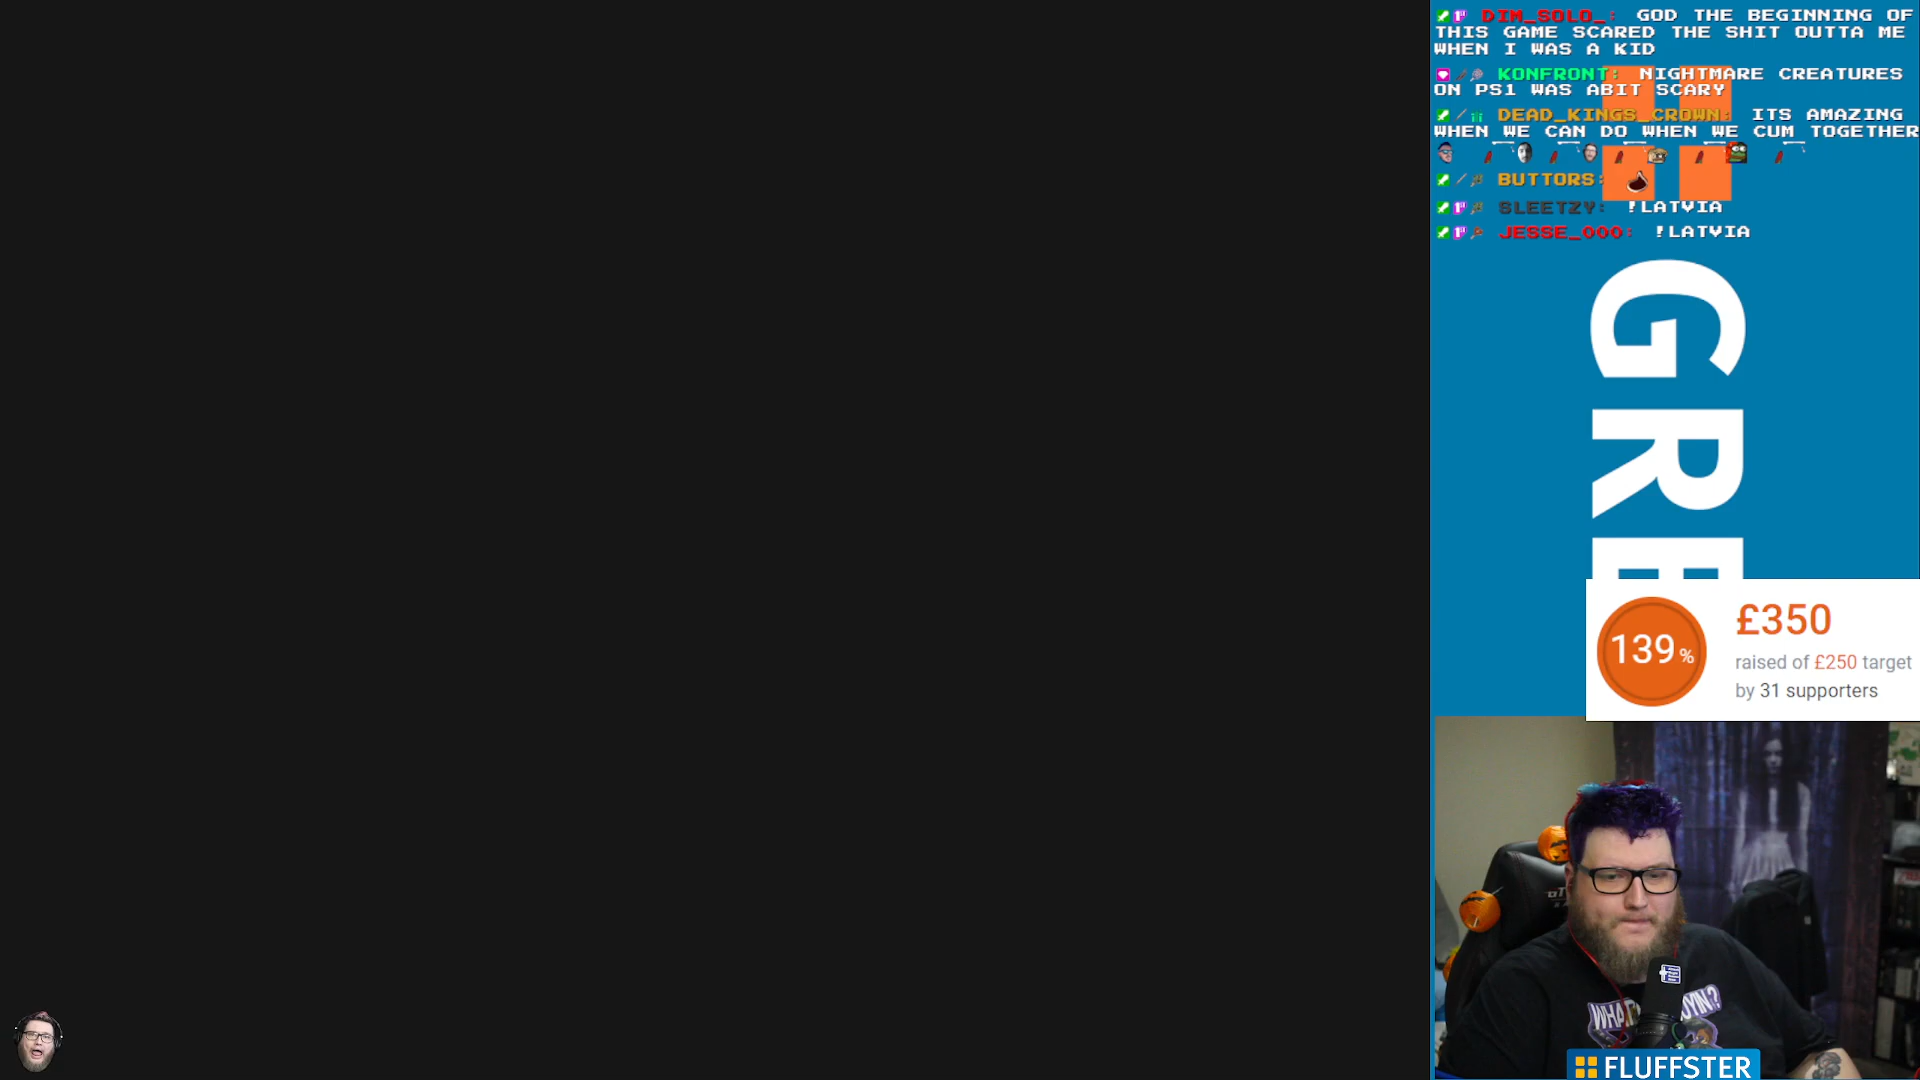 DIM_SOLO_: GOD THE BEGINNING OF
THIS GAME SCARED THE SHIT OUTTA ME
WHEN I WAS A KID
KONFRONT: NIGHTMARE CREATURES
ON PS1 WAS ABIT SCARY
DEAD_KINGS_CROWN: ITS AMAZING
WHEN WE CAN DO WHEN WE CUM TOGETHER
BUTTORS:
SLEETZY: !LATVIA
JESSE_000: !LATVIA
GRE
139%
£350
raised of £250 target
by 31 supporters
FLUFFSTER